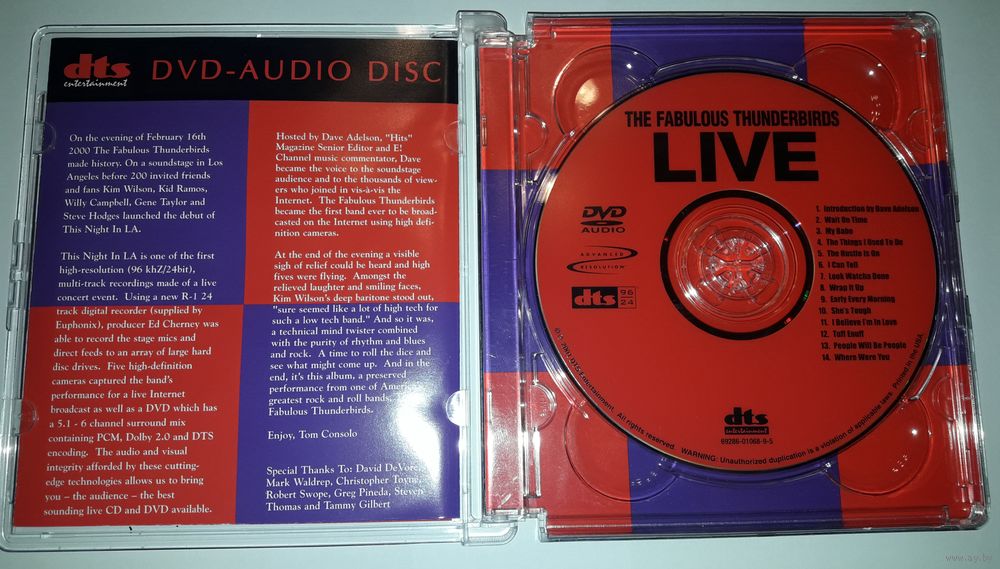 dts
entertainment
DVD-AUDIO DISC
On the evening of February 16th
2000 The Fabulous Thunderbirds
made history. On a soundstage in Los
Angeles before 200 invited friends
and fans Kim Wilson, Kid Ramos,
Willy Campbell, Gene Taylor and
Steve Hodges launched the debut of
This Night In LA.
This Night In LA is one of the first
high-resolution (96 khZ/24bit),
multi-track recordings made of a live
concert event. Using a new R-1 24
track digital recorder (supplied by
Euphonix), producer Ed Cherney was
able to record the stage mics and
direct feeds to an array of large hard
disc drives. Five high-definition
cameras captured the band's
performance for a live Internet
broadcast as well as a DVD which has
a 5.1 - 6 channel surround mix
containing PCM, Dolby 2.0 and DTS
encoding. The audio and visual
integrity afforded by these cutting-
edge technologies allows us to bring
you – the audience – the best
sounding live CD and DVD available.
Hosted by Dave Adelson, "Hits"
Magazine Senior Editor and E!
Channel music commentator, Dave
became the voice to the soundstage
audience and to the thousands of view-
ers who joined in vis-à-vis the
Internet. The Fabulous Thunderbirds
became the first band ever to be broad-
casted on the Internet using high defi-
nition cameras.
At the end of the evening a visible
sigh of relief could be heard and high
fives were flying. Amongst the
relieved laughter and smiling faces,
Kim Wilson's deep baritone stood out,
"sure seemed like a lot of high tech for
such a low tech band." And so it was,
a technical mind twister combined
with the purity of rhythm and blues
and rock. A time to roll the dice and
see what might come up. And in the
end, it's this album, a preserved
performance from one of America's
greatest rock and roll bands,
Fabulous Thunderbirds.
Enjoy, Tom Consolo
Special Thanks To: David DeVore,
Mark Waldrep, Christopher Toyne,
Robert Swope, Greg Pineda, Steven
Thomas and Tammy Gilbert
THE FABULOUS THUNDERBIRDS
LIVE
DVD
AUDIO
ADVANCED
RESOLUTION
dts 96
24
1. Introduction by Dave Adelson
2. Wait On Time
3. My Babe
4. The Things I Used To Do
5. The Hustle Is On
6. I Can Tell
7. Look Watcha Done
8. Wrap It Up
9. Early Every Morning
10. She's Tough
11. I Believe I'm In Love
12. Tuff Enuff
13. People Will Be People
14. Where Were You
dts
entertainment
69286-01068-9-5
DTS Entertainment. All rights reserved. WARNING: Unauthorized duplication is a violation of applicable laws. Printed in the USA
www.ay.by